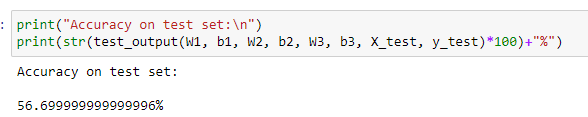 : print("Accuracy on test set:\n")
print(str(test_output(W1, b1, W2, b2, W3, b3, X_test, y_test)*100)+"%")
Accuracy on test set:
56.699999999999996%